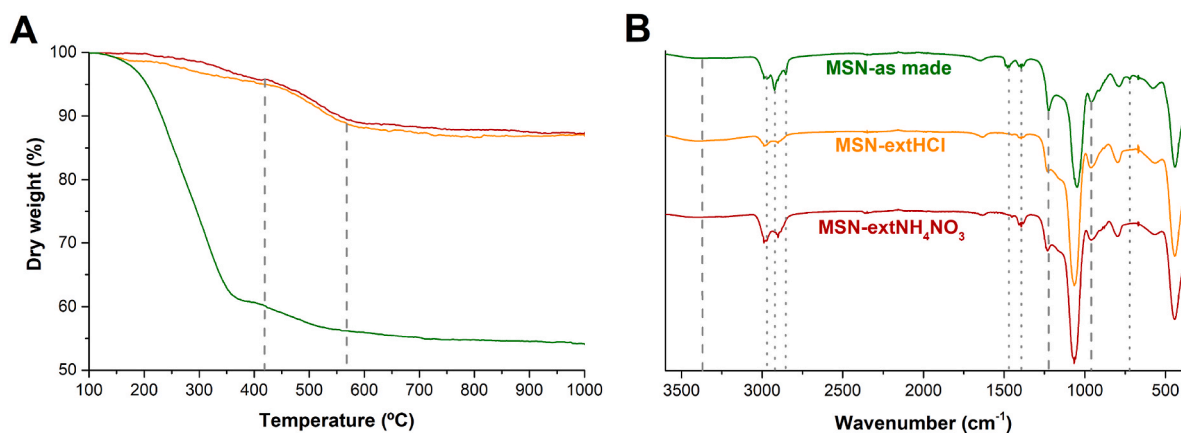 A
100
90
80
70
60
50
Dry weight (%)
100 200 300 400 500 600 700 800 900 1000
Temperature (ºC)
B
MSN-as made
MSN-extHCl
MSN-extNH₄NO₃
3500 3000 2500 2000 1500 1000 500
Wavenumber (cm⁻¹)